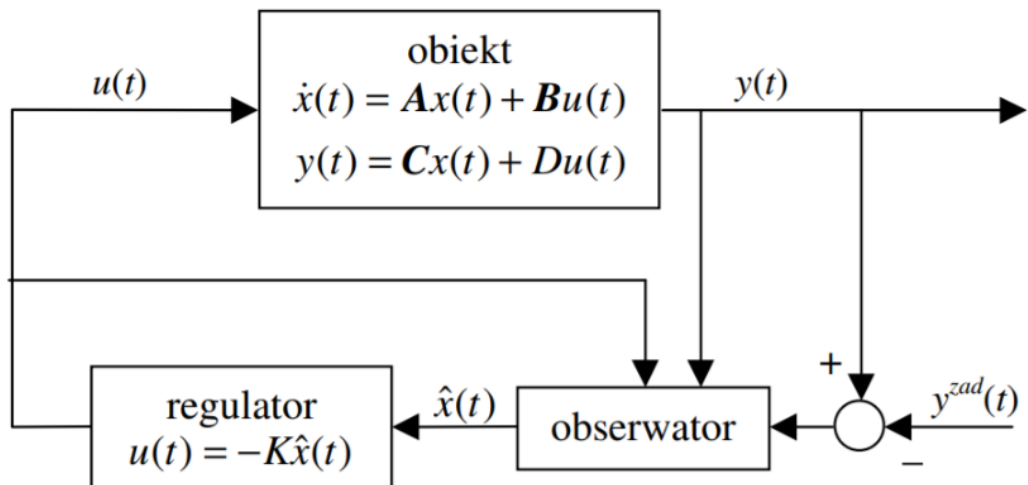 obiekt
u(t)
ẋ(t) = Ax(t) + Bu(t)
y(t)
y(t) = Cx(t) + Du(t)
+
regulator
x̂(t)
obserwator
y^{zad}(t)
u(t) = −Kx̂(t)
−